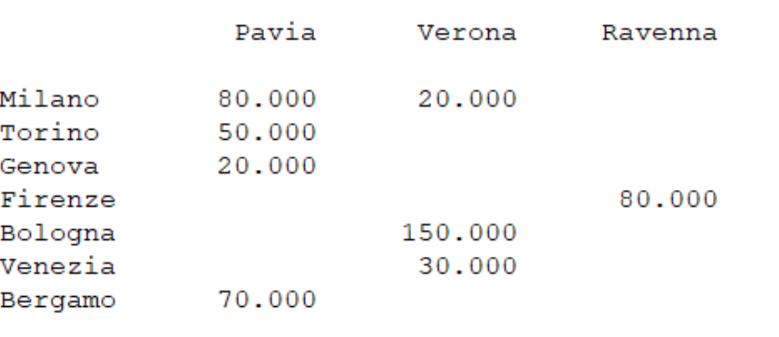 Pavia Verona Ravenna
Milano 80.000 20.000
Torino 50.000
Genova 20.000
Firenze 80.000
Bologna 150.000
Venezia 30.000
Bergamo 70.000